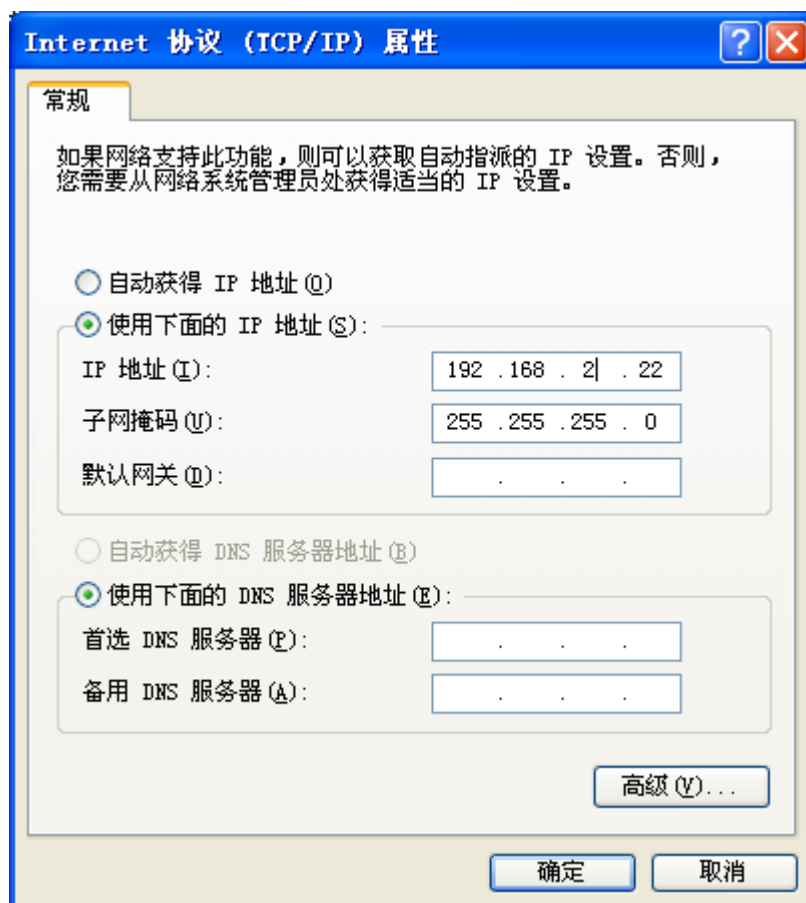 Internet 协议 (TCP/IP) 属性
常规
如果网络支持此功能，则可以获取自动指派的 IP 设置。否则，
您需要从网络系统管理员处获得适当的 IP 设置。
自动获得 IP 地址(O)
使用下面的 IP 地址(S):
IP 地址(I): 192 .168 . 2 . 22
子网掩码(U): 255 .255 .255 . 0
默认网关(D): . . .
自动获得 DNS 服务器地址(B)
使用下面的 DNS 服务器地址(E):
首选 DNS 服务器(P): . . .
备用 DNS 服务器(A): . . .
高级(V)...
确定 取消